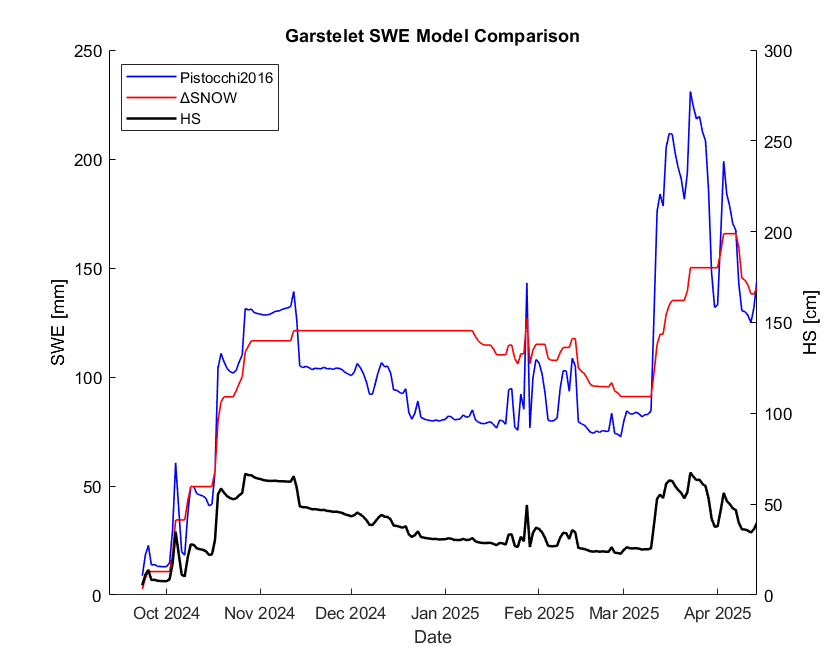 Garstelet SWE Model Comparison
Pistocchi2016
ΔSNOW
HS
SWE [mm]
250
200
150
100
50
0
HS [cm]
300
250
200
150
100
50
0
Oct 2024 Nov 2024 Dec 2024 Jan 2025 Feb 2025 Mar 2025 Apr 2025
Date